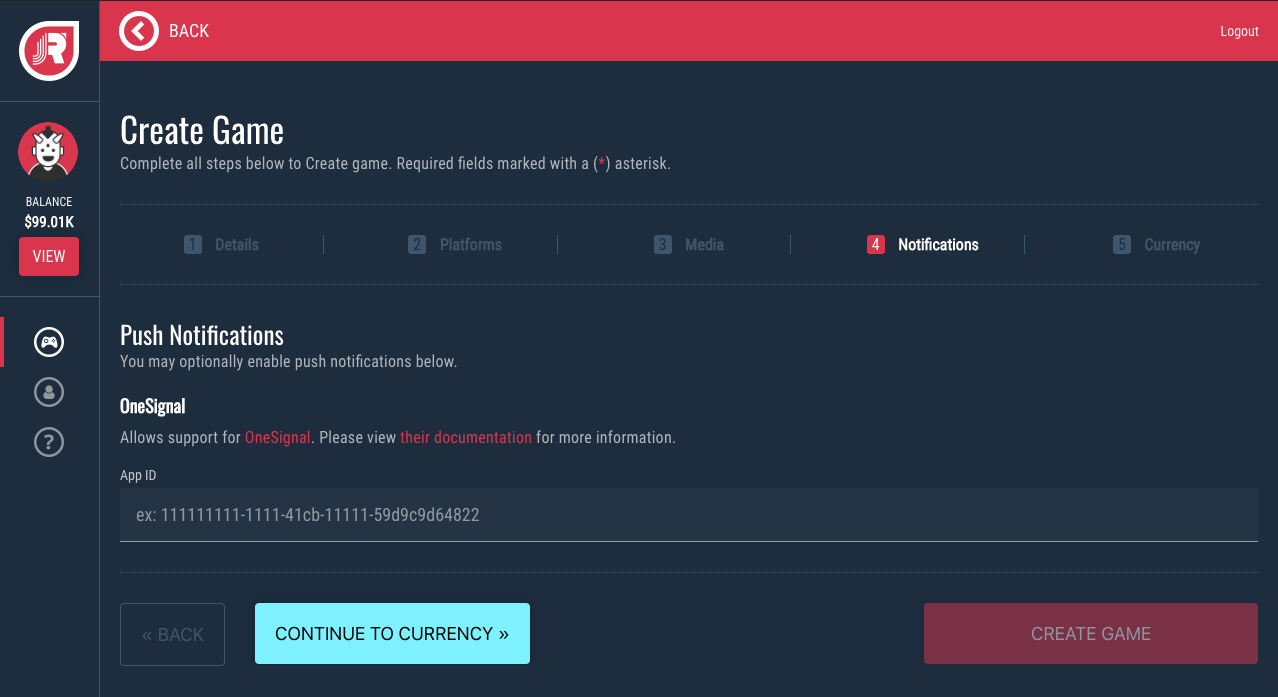 BACK
Logout
R
BALANCE
$99.01K
VIEW
Create Game
Complete all steps below to Create game. Required fields marked with a (*) asterisk.
1 Details
2 Platforms
3 Media
4 Notifications
5 Currency
Push Notifications
You may optionally enable push notifications below.
OneSignal
Allows support for OneSignal. Please view their documentation for more information.
App ID
ex: 111111111-1111-41cb-11111-59d9c9d64822
« BACK
CONTINUE TO CURRENCY »
CREATE GAME
?